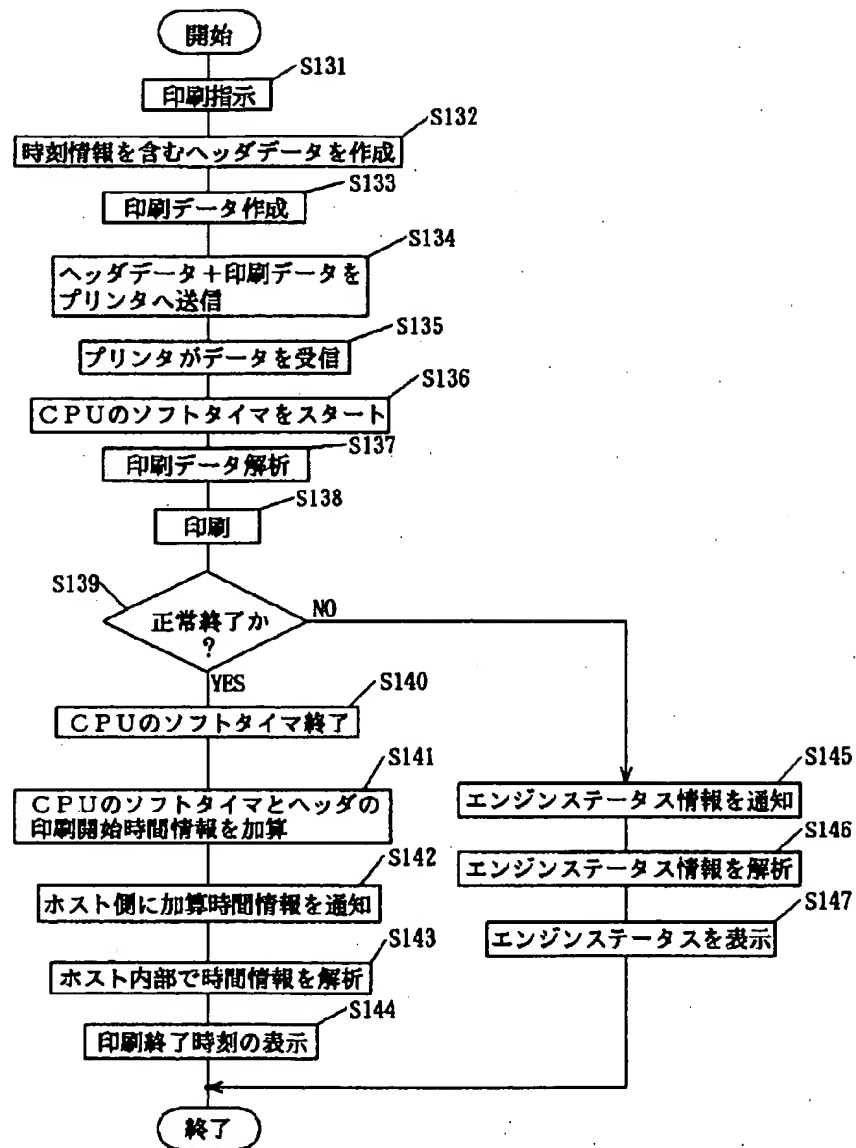 開始
S131
印刷指示
S132
時刻情報を含むヘッダデータを作成
S133
印刷データ作成
S134
ヘッダデータ＋印刷データを
プリンタへ送信
S135
プリンタがデータを受信
S136
ＣＰＵのソフトタイマをスタート
S137
印刷データ解析
S138
印刷
S139
正常終了か
？
NO
YES
S140
ＣＰＵのソフトタイマ終了
S141
ＣＰＵのソフトタイマとヘッダの
印刷開始時間情報を加算
S142
ホスト側に加算時間情報を通知
S143
ホスト内部で時間情報を解析
S144
印刷終了時刻の表示
S145
エンジンステータス情報を通知
S146
エンジンステータス情報を解析
S147
エンジンステータスを表示
終了